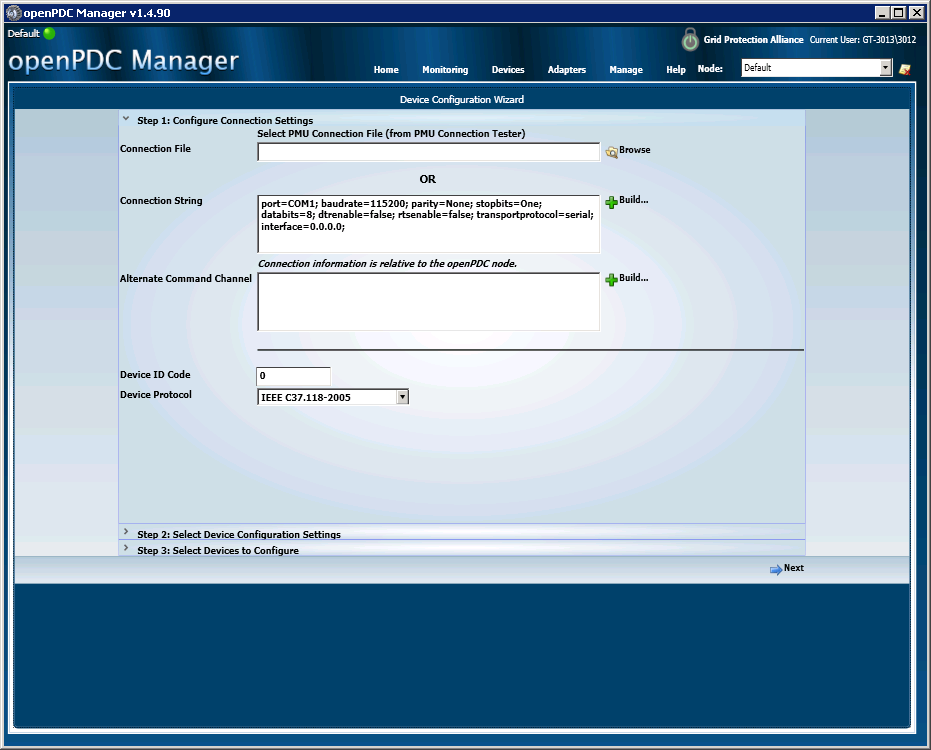 openPDC Manager v1.4.90
Default
openPDC Manager
Grid Protection Alliance Current User: GT-3013\3012
Home Monitoring Devices Adapters Manage Help Node: Default
Device Configuration Wizard
Step 1: Configure Connection Settings
Select PMU Connection File (from PMU Connection Tester)
Connection File Browse
OR
Connection String Build...
port=COM1; baudrate=115200; parity=None; stopbits=One;
databits=8; dtrenable=false; rtsenable=false; transportprotocol=serial;
interface=0.0.0.0;
Connection information is relative to the openPDC node.
Alternate Command Channel Build...
Device ID Code 0
Device Protocol IEEE C37.118-2005
Step 2: Select Device Configuration Settings
Step 3: Select Devices to Configure
Next